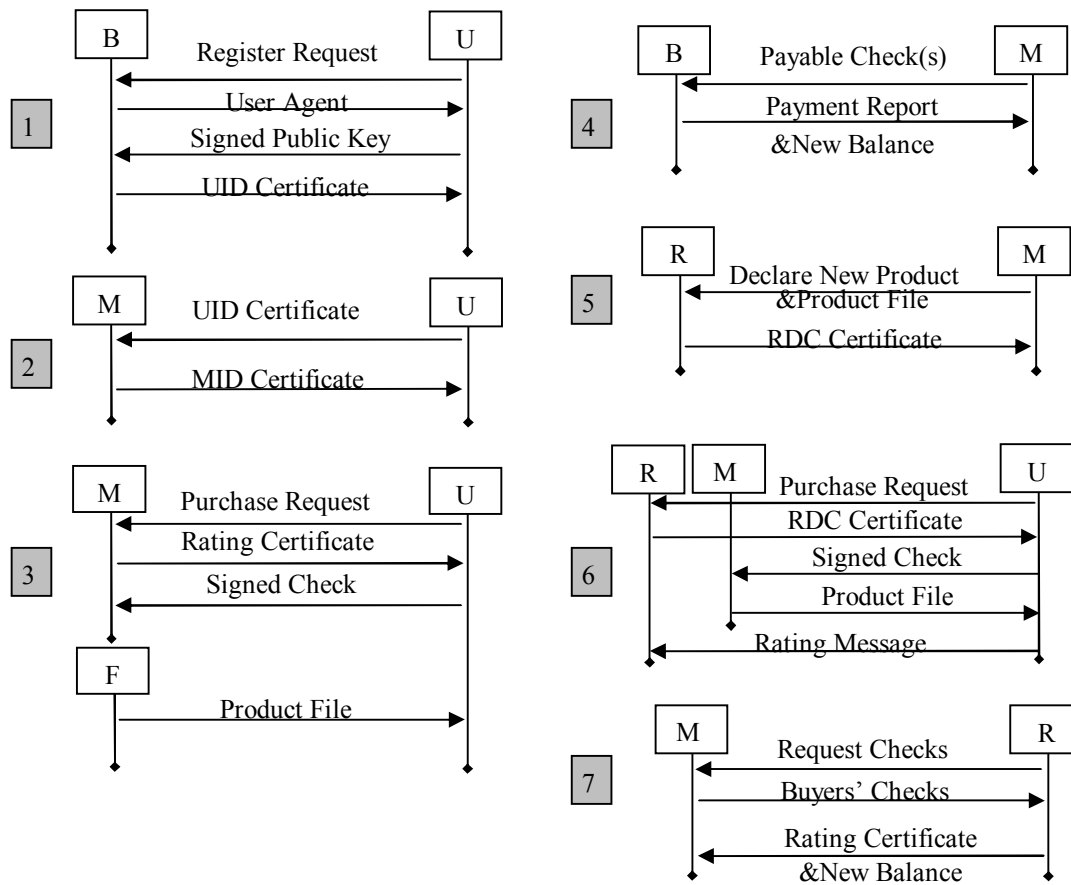 1
B
U
Register Request
User Agent
Signed Public Key
UID Certificate
2
M
U
UID Certificate
MID Certificate
3
M
U
Purchase Request
Rating Certificate
Signed Check
F
Product File
4
B
M
Payable Check(s)
Payment Report
&New Balance
5
R
M
Declare New Product
&Product File
RDC Certificate
6
R
M
U
Purchase Request
RDC Certificate
Signed Check
Product File
Rating Message
7
M
R
Request Checks
Buyers’ Checks
Rating Certificate
&New Balance